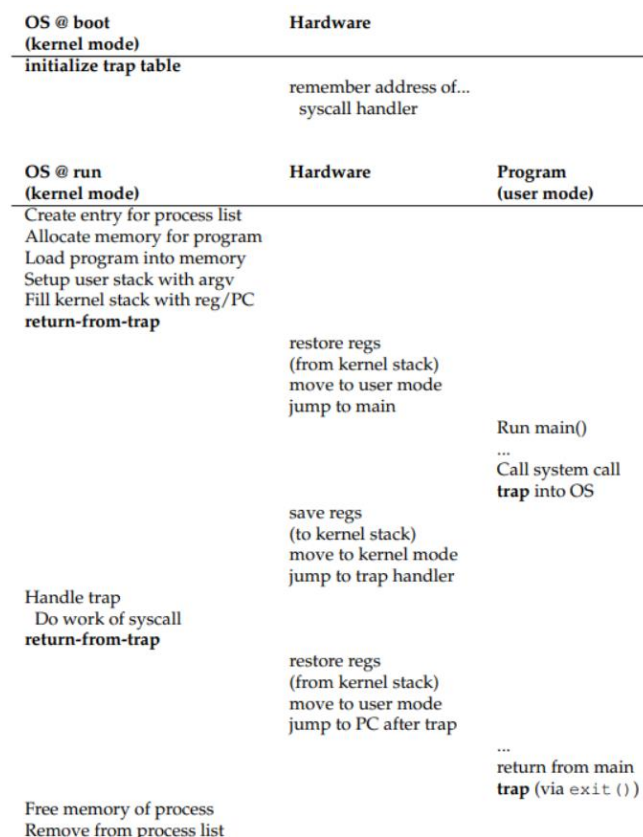 OS @ boot
(kernel mode)
Hardware
initialize trap table
remember address of...
syscall handler
OS @ run
(kernel mode)
Hardware
Program
(user mode)
Create entry for process list
Allocate memory for program
Load program into memory
Setup user stack with argv
Fill kernel stack with reg/PC
return-from-trap
restore regs
(from kernel stack)
move to user mode
jump to main
Run main()
...
Call system call
trap into OS
save regs
(to kernel stack)
move to kernel mode
jump to trap handler
Handle trap
Do work of syscall
return-from-trap
restore regs
(from kernel stack)
move to user mode
jump to PC after trap
...
return from main
trap (via exit())
Free memory of process
Remove from process list